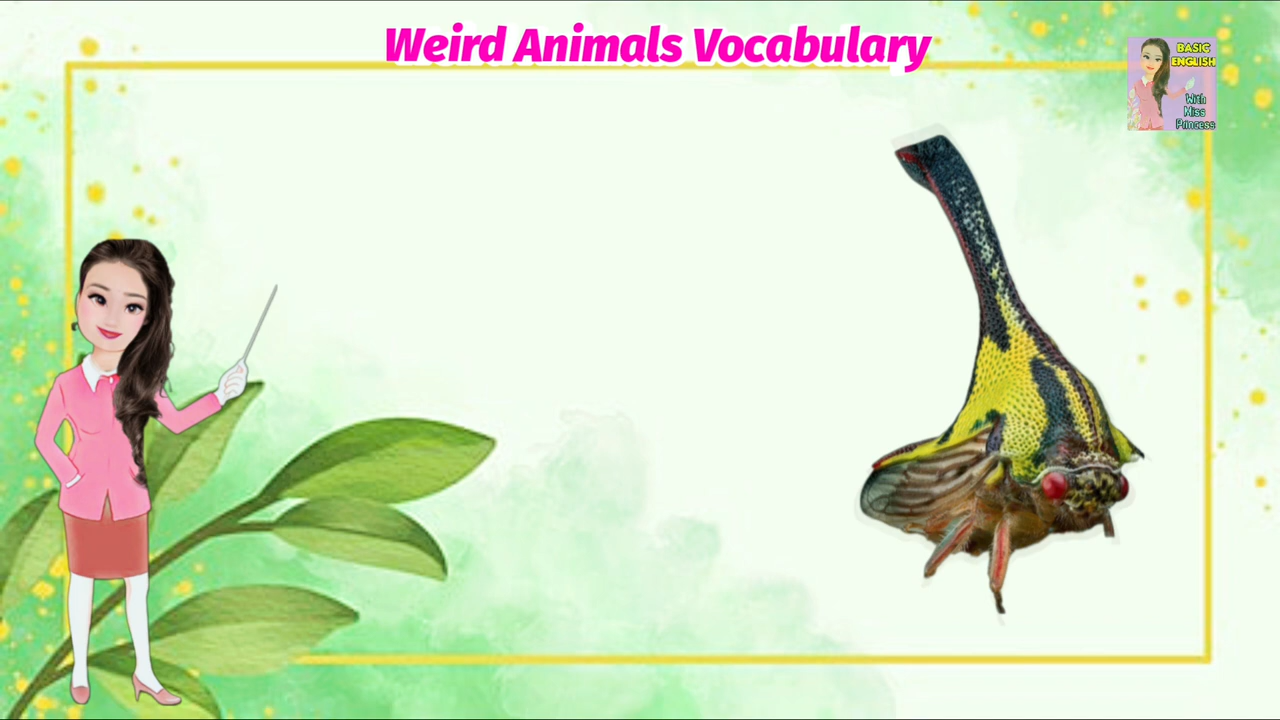 Weird Animals Vocabulary
BASIC
ENGLISH
With
Miss
Princess